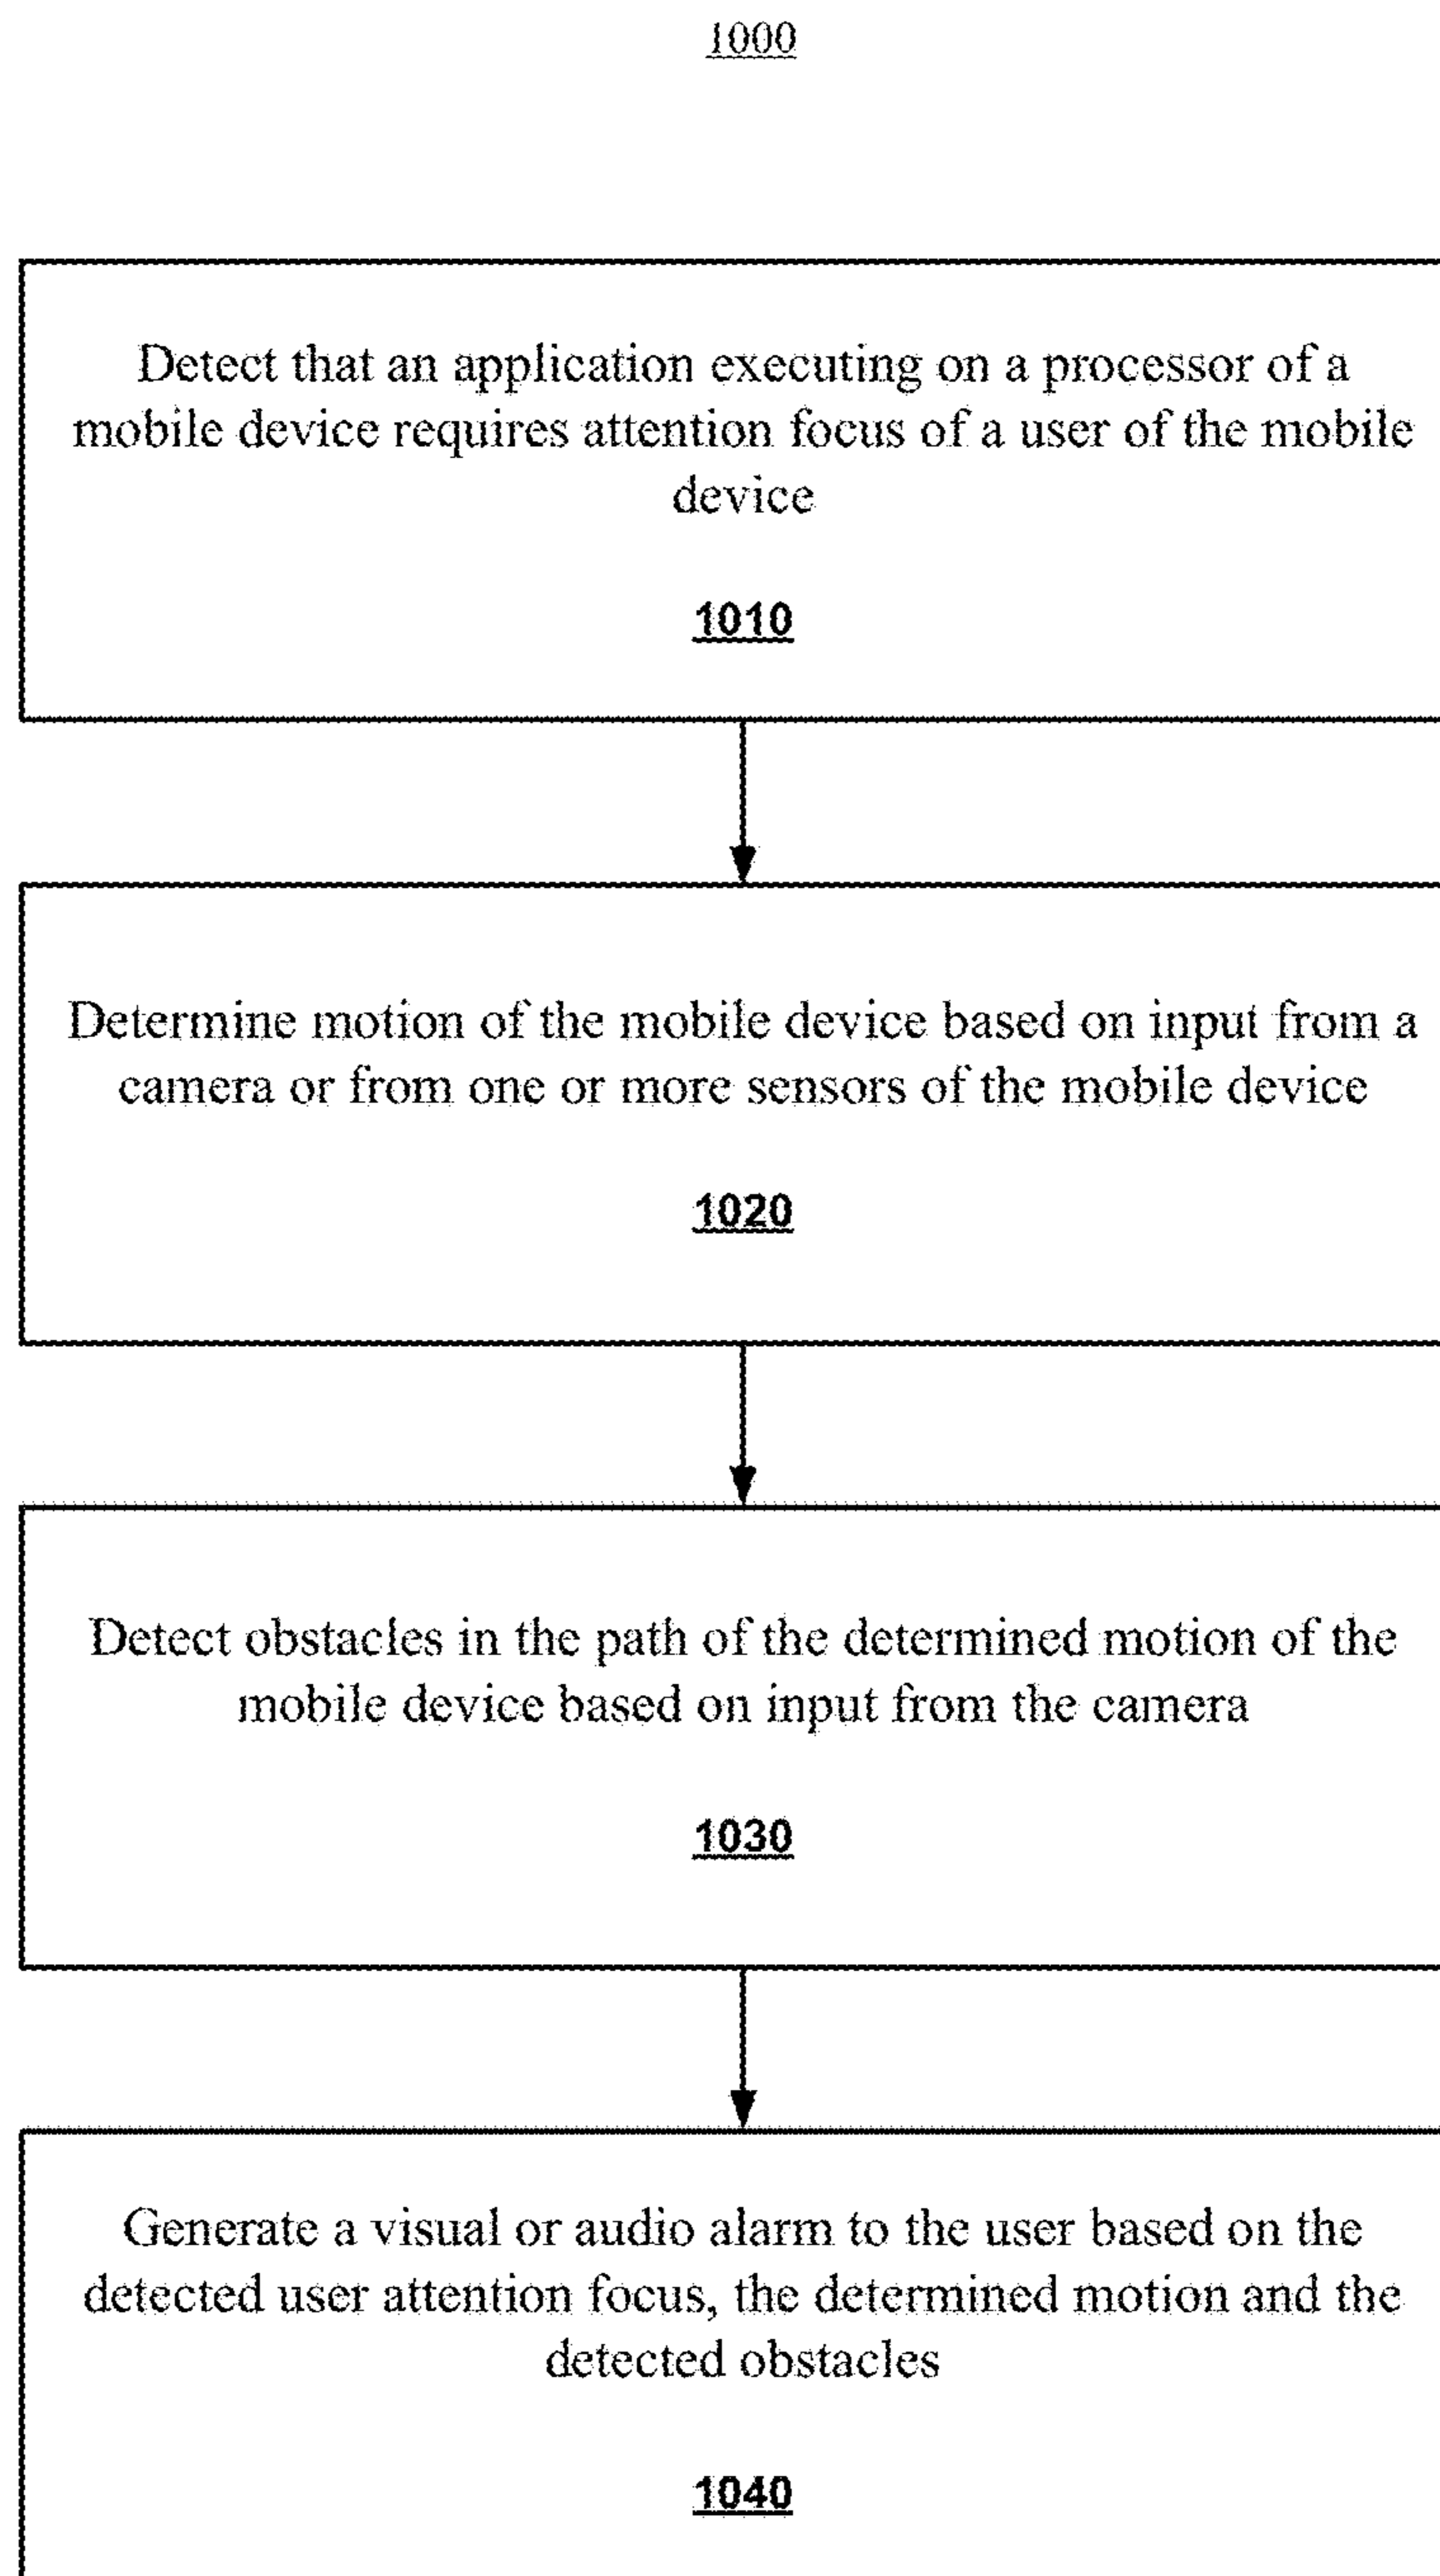 1000
Detect that an application executing on a processor of a
mobile device requires attention focus of a user of the mobile
device
1010
Determine motion of the mobile device based on input from a
camera or from one or more sensors of the mobile device
1020
Detect obstacles in the path of the determined motion of the
mobile device based on input from the camera
1030
Generate a visual or audio alarm to the user based on the
detected user attention focus, the determined motion and the
detected obstacles
1040